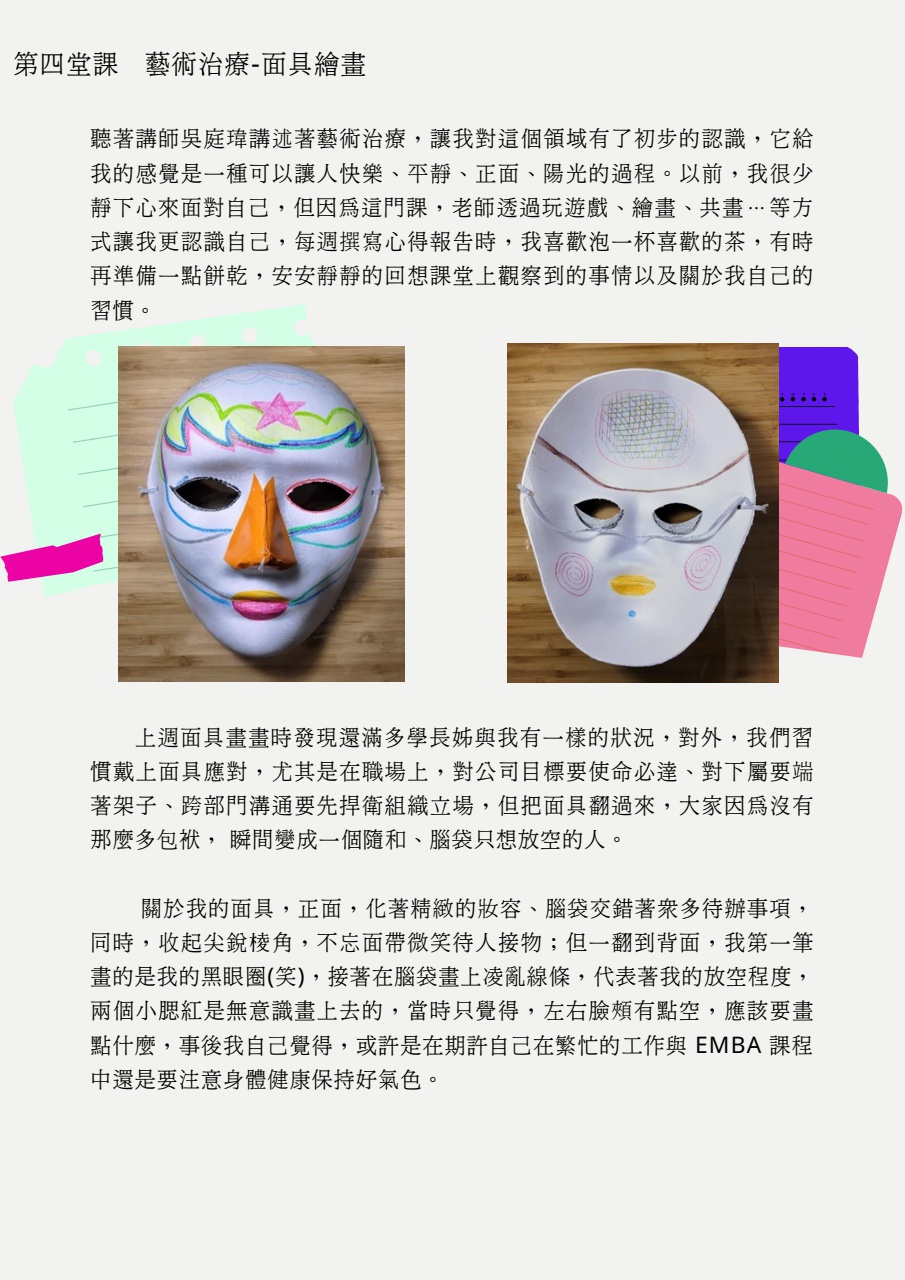 第四堂課　藝術治療-面具繪畫
聽著講師吳庭瑋講述著藝術治療，讓我對這個領域有了初步的認識，它給
我的感覺是一種可以讓人快樂、平靜、正面、陽光的過程。以前，我很少
靜下心來面對自己，但因為這門課，老師透過玩遊戲、繪畫、共畫…等方
式讓我更認識自己，每週撰寫心得報告時，我喜歡泡一杯喜歡的茶，有時
再準備一點餅乾，安安靜靜的回想課堂上觀察到的事情以及關於我自己的
習慣。
上週面具畫畫時發現還滿多學長姊與我有一樣的狀況，對外，我們習
慣戴上面具應對，尤其是在職場上，對公司目標要使命必達、對下屬要端
著架子、跨部門溝通要先捍衛組織立場，但把面具翻過來，大家因為沒有
那麼多包袱， 瞬間變成一個隨和、腦袋只想放空的人。
關於我的面具，正面，化著精緻的妝容、腦袋交錯著眾多待辦事項，
同時，收起尖銳棱角，不忘面帶微笑待人接物；但一翻到背面，我第一筆
畫的是我的黑眼圈(笑)，接著在腦袋畫上凌亂線條，代表著我的放空程度，
兩個小腮紅是無意識畫上去的，當時只覺得，左右臉頰有點空，應該要畫
點什麼，事後我自己覺得，或許是在期許自己在繁忙的工作與 EMBA 課程
中還是要注意身體健康保持好氣色。